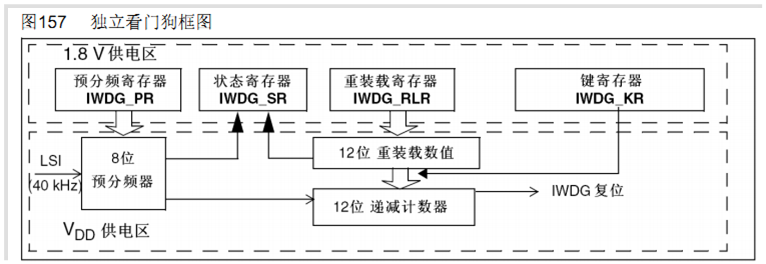 图157 独立看门狗框图
1.8 V 供电区
预分频寄存器
IWDG_PR
状态寄存器
IWDG_SR
重装载寄存器
IWDG_RLR
键寄存器
IWDG_KR
LSI
(40 kHz)
8位
预分频器
12位 重装载数值
12位 递减计数器
IWDG 复位
VDD 供电区